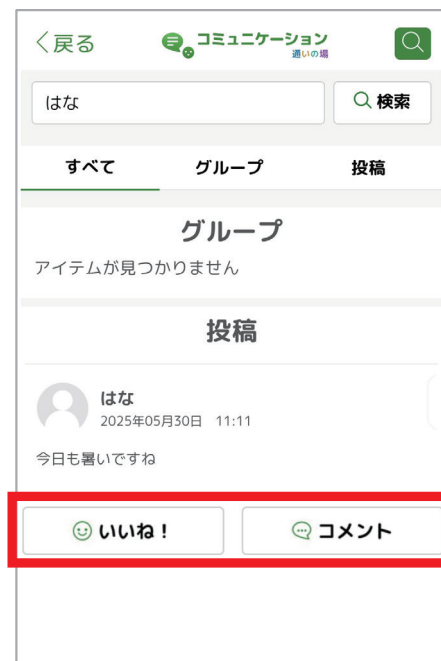 戻る
コミュニケーション
通いの場
はな
検索
すべて グループ 投稿
グループ
アイテムが見つかりません
投稿
はな
2025年05月30日 11:11
今日も暑いですね
いいね！ コメント